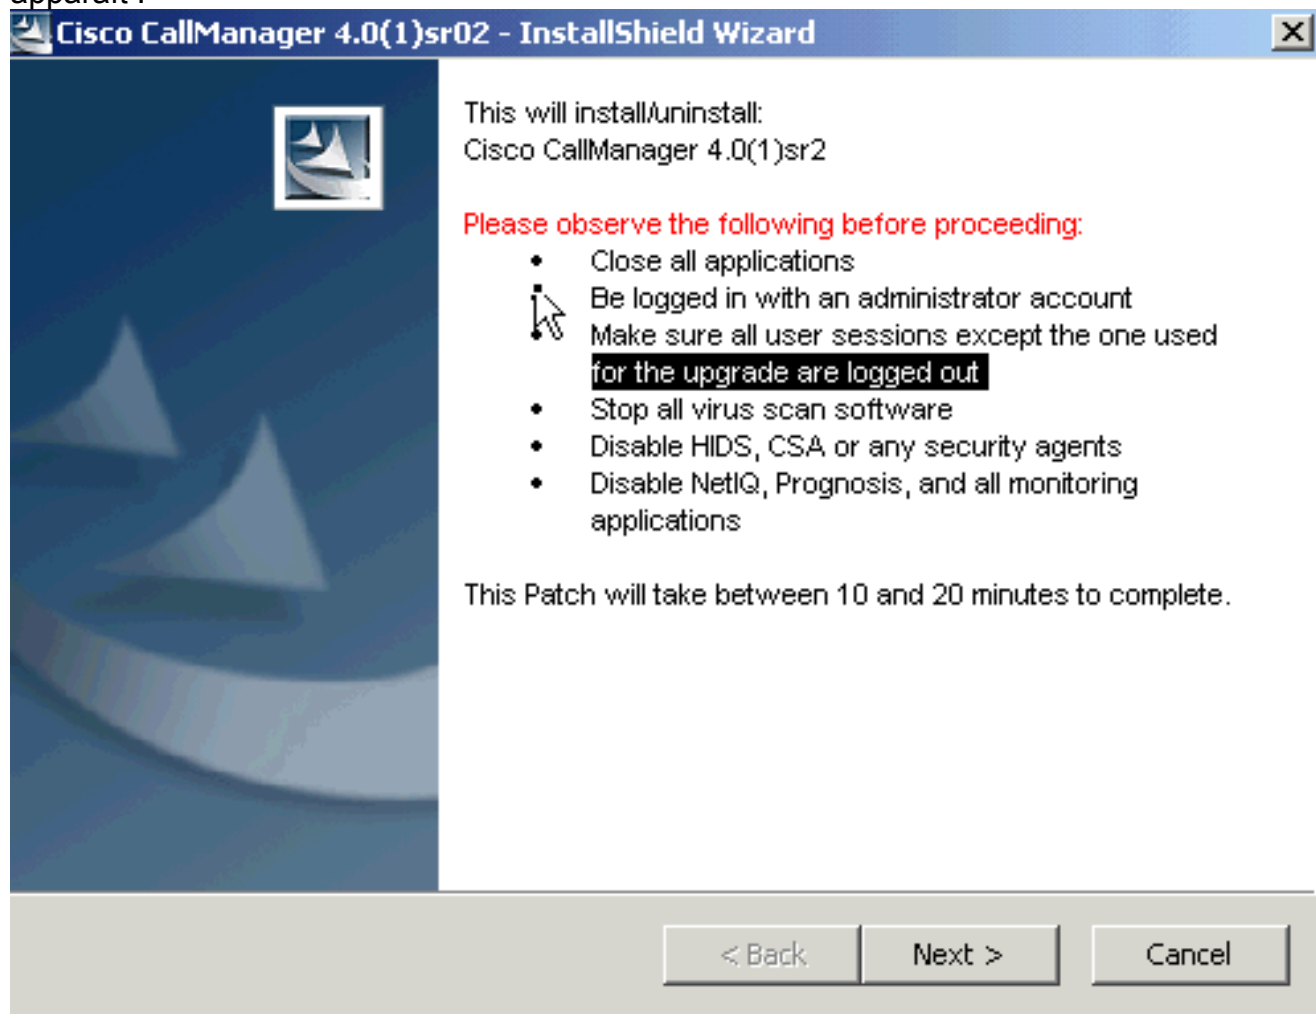 apparaît :
Cisco CallManager 4.0(1)sr02 - InstallShield Wizard
This will install/uninstall:
Cisco CallManager 4.0(1)sr2
Please observe the following before proceeding:
• Close all applications
• Be logged in with an administrator account
• Make sure all user sessions except the one used
for the upgrade are logged out
• Stop all virus scan software
• Disable HIDS, CSA or any security agents
• Disable NetIQ, Prognosis, and all monitoring
applications
This Patch will take between 10 and 20 minutes to complete.
< Back
Next >
Cancel